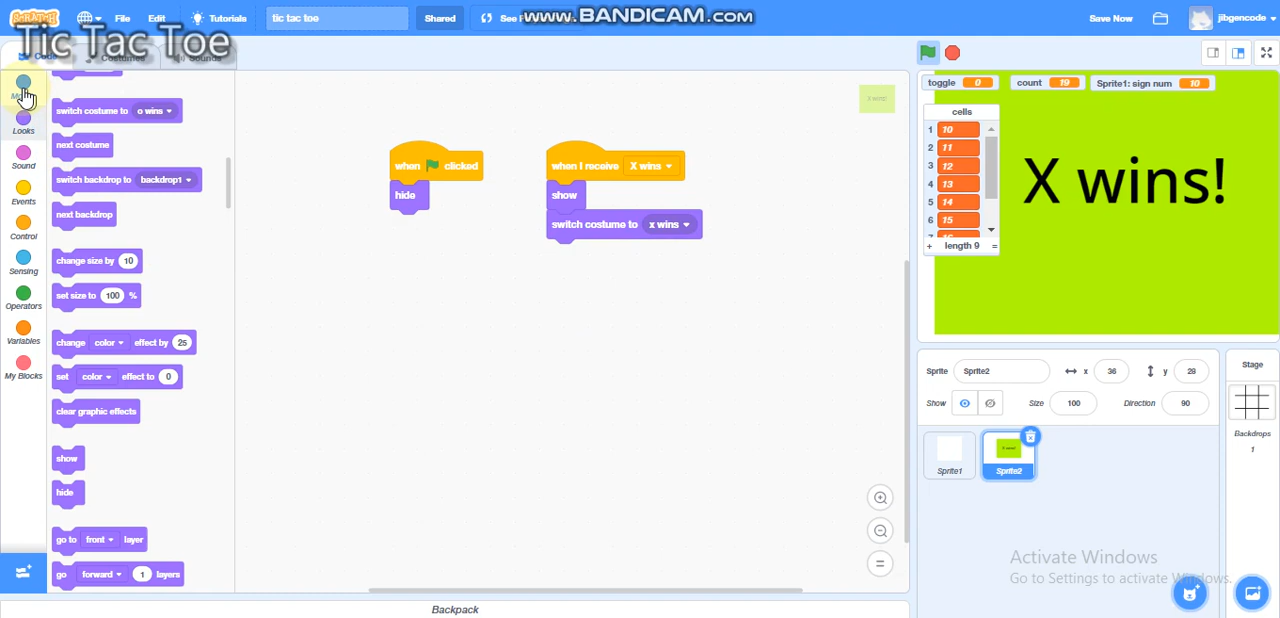 SCRATCH File Edit Tutorials tic tac toe Shared See www.BANDICAM.com Save Now jibgencode
Tic Tac Toe
Code Costumes Sounds
Looks
Sound
Events
Control
Sensing
Operators
Variables
My Blocks
switch costume to o wins
next costume
switch backdrop to backdrop1
next backdrop
change size by 10
set size to 100 %
change color effect by 25
set color effect to 0
clear graphic effects
show
hide
go to front layer
go forward 1 layers
when clicked
hide
when I receive X wins
show
switch costume to x wins
Backpack
toggle 0 count 19 Sprite1: sign num 10
cells
1 10
2 11
3 12
4 13
5 14
6 15
+ length 9 =
X wins!
Sprite Sprite2 x 36 y 28
Show Size 100 Direction 90
Sprite1
Sprite2
Stage
Backdrops
1
Activate Windows
Go to Settings to activate Windows.